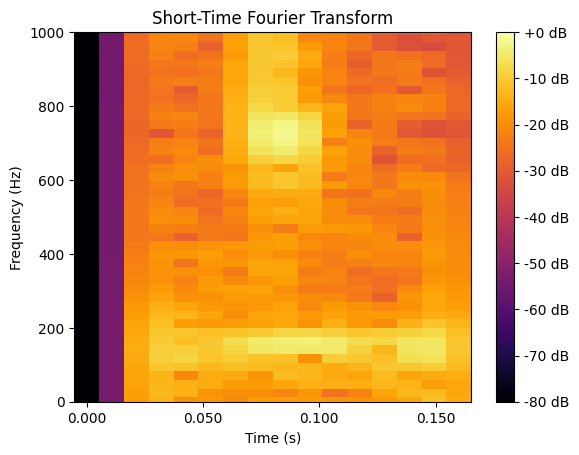 Short-Time Fourier Transform
1000
800
600
400
200
0
Frequency (Hz)
0.000
0.050
0.100
0.150
Time (s)
+0 dB
-10 dB
-20 dB
-30 dB
-40 dB
-50 dB
-60 dB
-70 dB
-80 dB